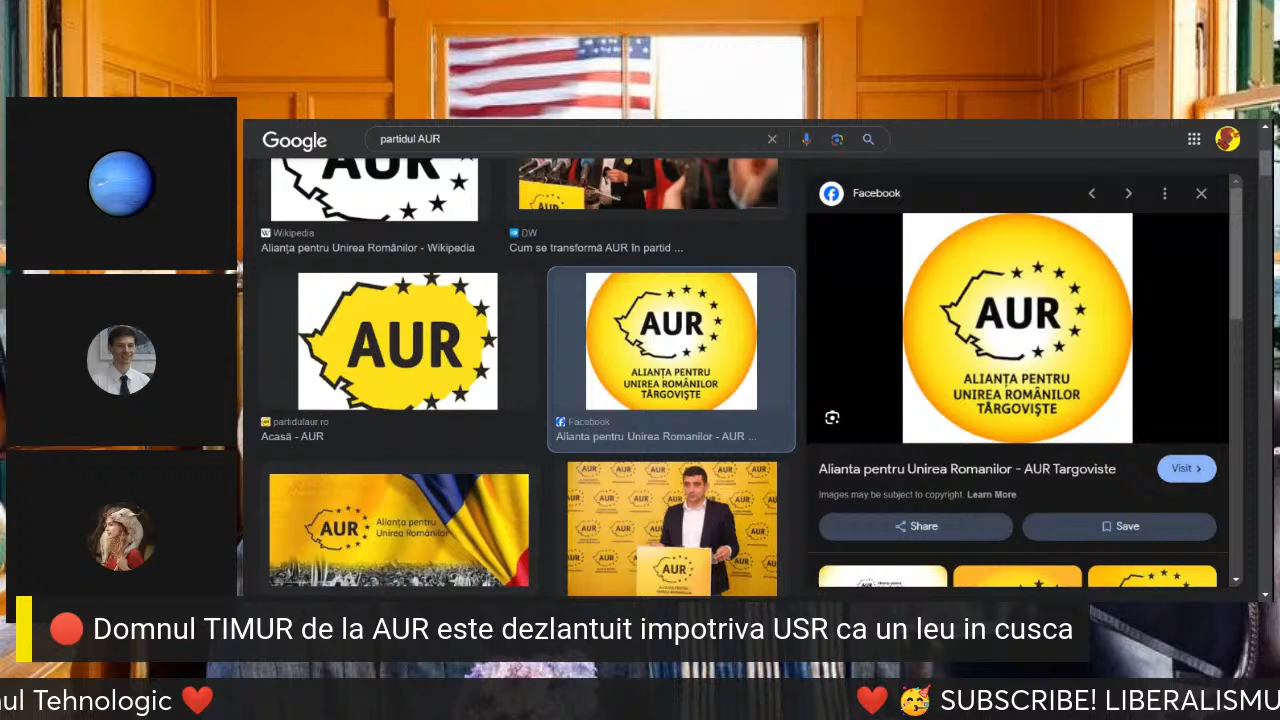 Google
partidul AUR
AUR
AUR
Wikipedia
Alianța pentru Unirea Românilor - Wikipedia
DW
Cum se transformă AUR în partid ...
AUR
AUR
ALIANȚA PENTRU
UNIREA ROMÂNILOR
TÂRGOVIȘTE
partidulaur.ro
Acasă - AUR
Facebook
Alianta pentru Unirea Romanilor - AUR ...
AUR
Alianța pentru
Unirea Românilor
AUR
AUR
Facebook
AUR
ALIANȚA PENTRU
UNIREA ROMÂNILOR
TÂRGOVIȘTE
Alianta pentru Unirea Romanilor - AUR Targoviste
Visit
Images may be subject to copyright. Learn More
Share
Save
Domnul TIMUR de la AUR este dezlantuit impotriva USR ca un leu in cusca
ul Tehnologic ❤️
❤️ 🥳 SUBSCRIBE! LIBERALISMU